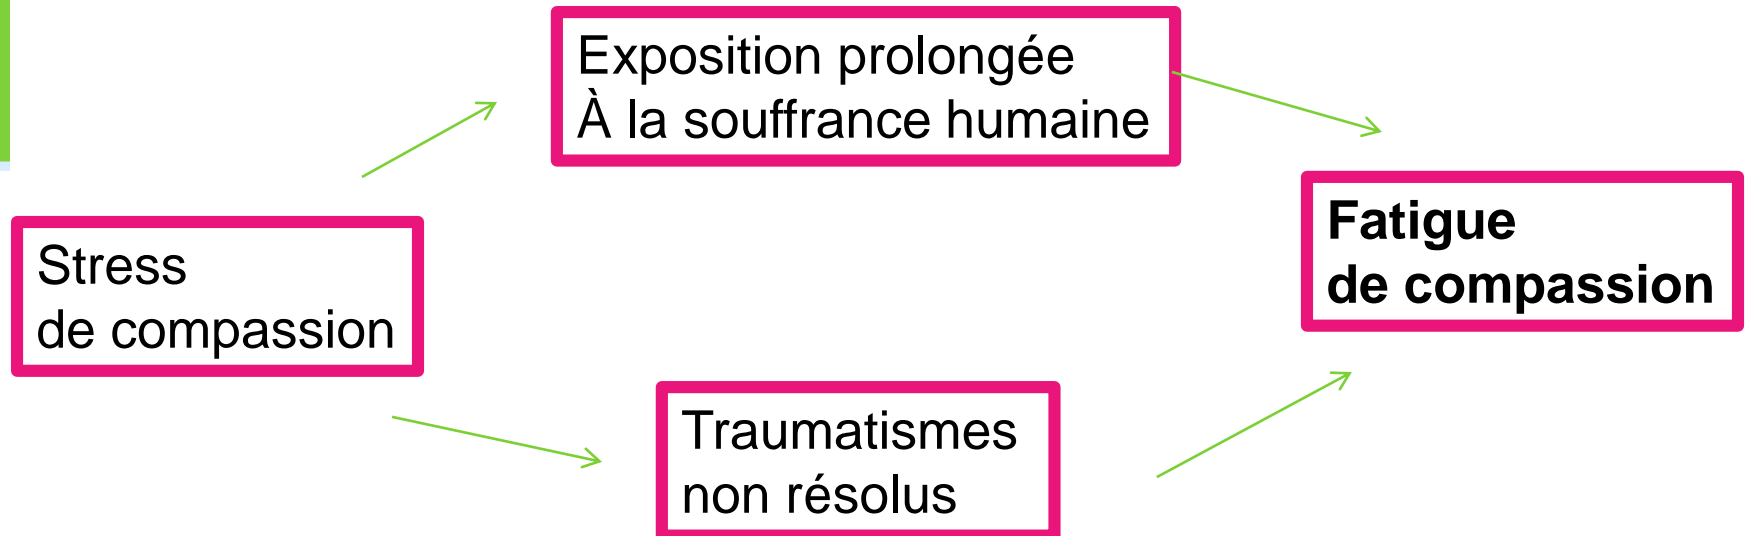 Exposition prolongée
À la souffrance humaine
Stress
de compassion
Fatigue
de compassion
Traumatismes
non résolus